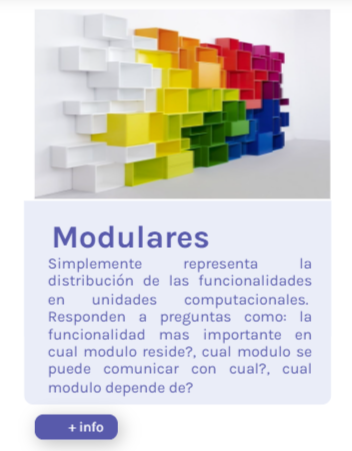 Modulares
Simplemente representa la
distribución de las funcionalidades
en unidades computacionales.
Responden a preguntas como: la
funcionalidad mas importante en
cual modulo reside?, cual modulo se
puede comunicar con cual?, cual
modulo depende de?
+ info